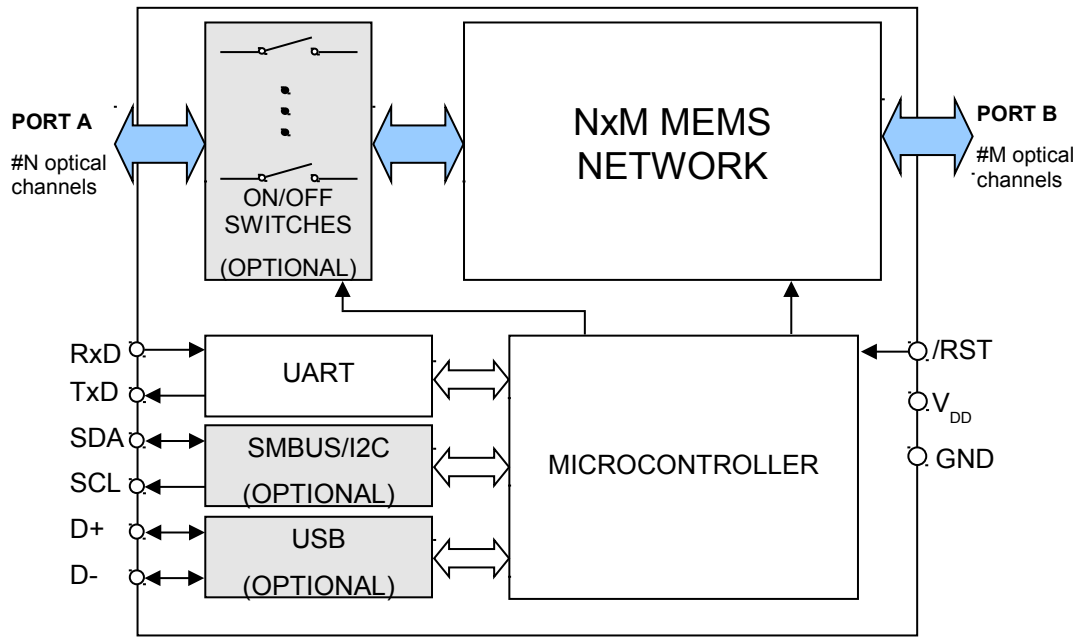 PORT A
#N optical
channels
ON/OFF
SWITCHES
(OPTIONAL)
NxM MEMS
NETWORK
PORT B
#M optical
channels
RxD
TxD
SDA
SCL
D+
D-
UART
SMBUS/I2C
(OPTIONAL)
USB
(OPTIONAL)
MICROCONTROLLER
/RST
VDD
GND